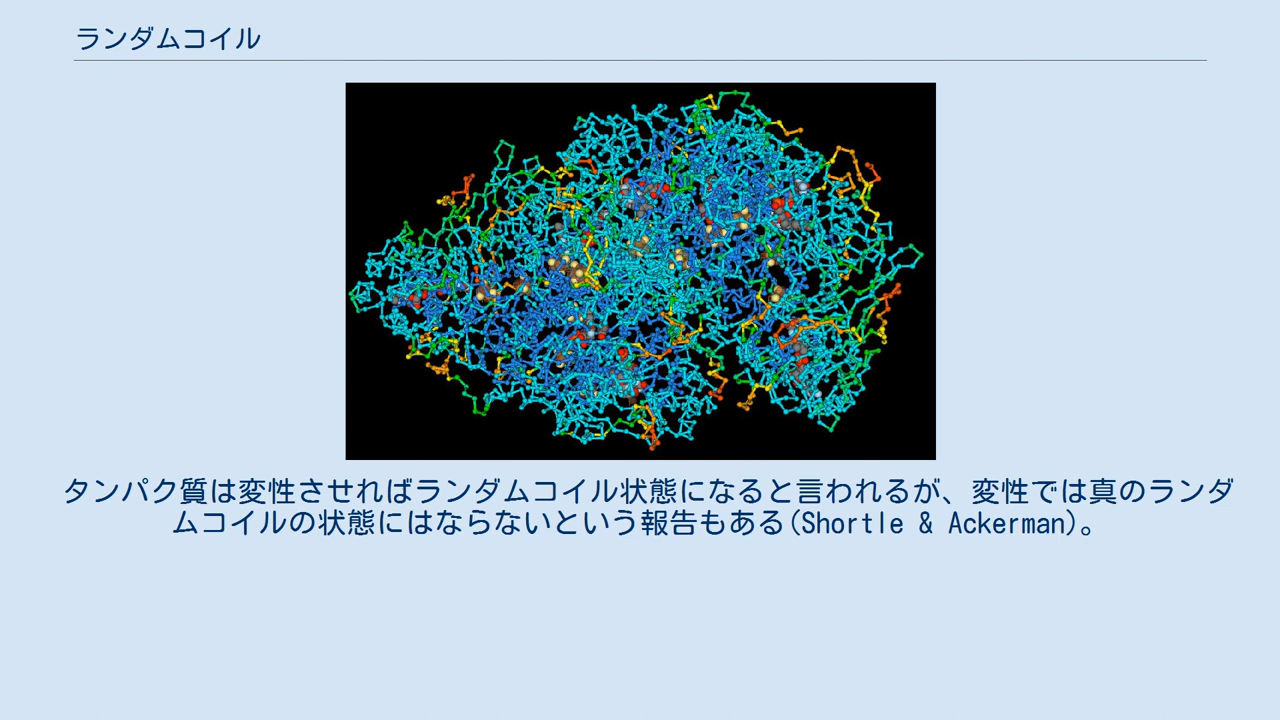 ランダムコイル
タンパク質は変性させればランダムコイル状態になると言われるが、変性では真のランダ
ムコイルの状態にはならないという報告もある(Shortle & Ackerman)。